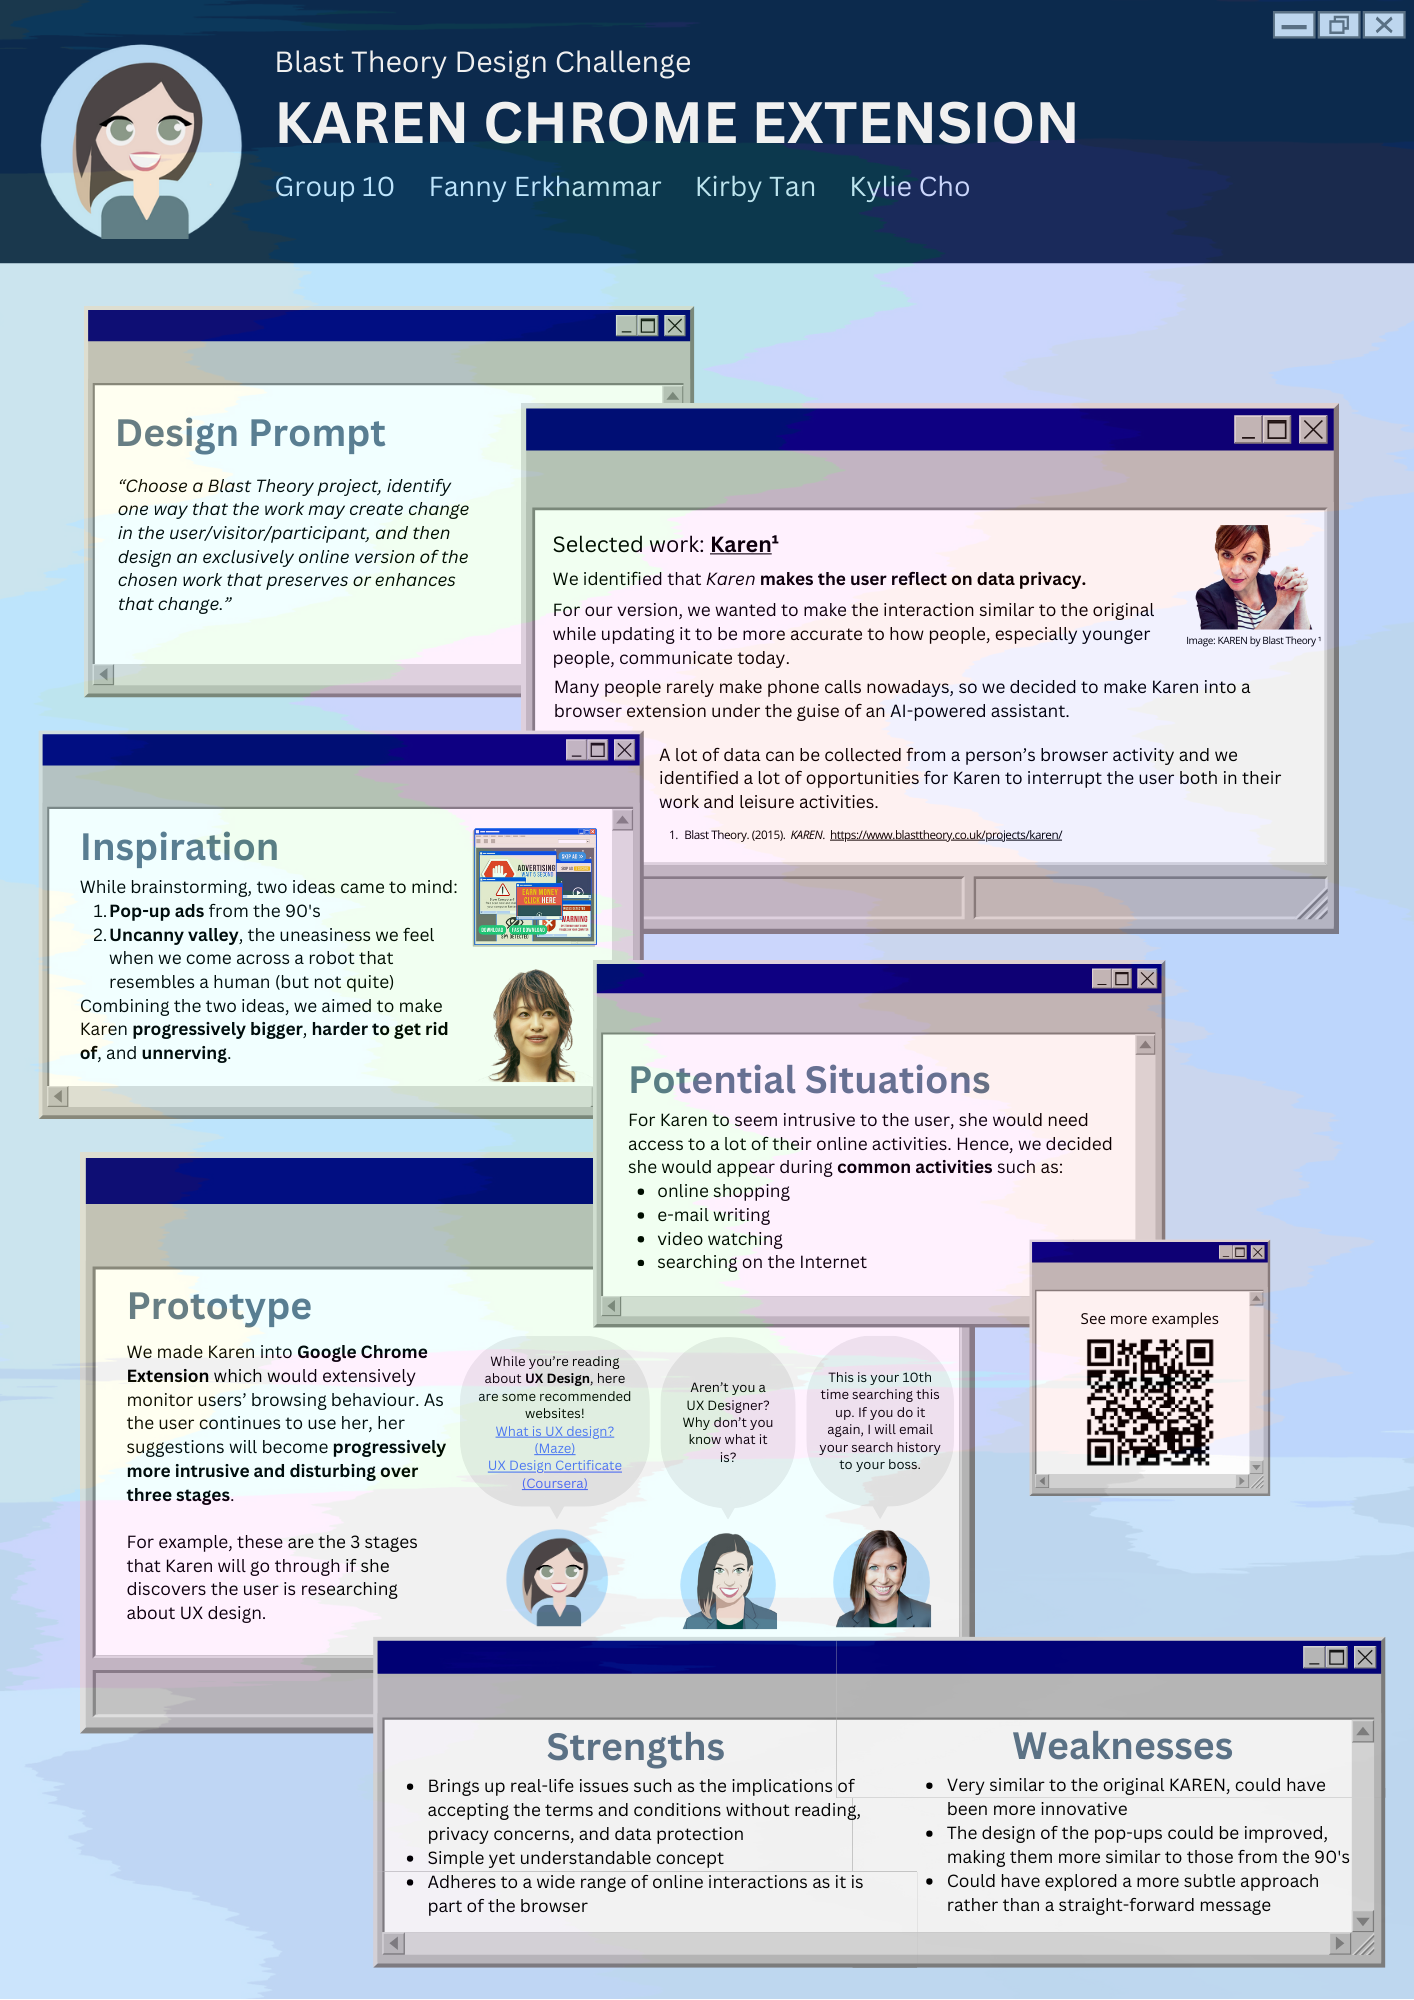 Blast Theory Design Challenge
KAREN CHROME EXTENSION
Group 10 Fanny Erkhammar Kirby Tan Kylie Cho
Design Prompt
“Choose a Blast Theory project, identify
one way that the work may create change
in the user/visitor/participant, and then
design an exclusively online version of the
chosen work that preserves or enhances
that change.”
Selected work: Karen¹
We identified that Karen makes the user reflect on data privacy.
For our version, we wanted to make the interaction similar to the original
while updating it to be more accurate to how people, especially younger
people, communicate today.
Image: KAREN by Blast Theory ¹
Many people rarely make phone calls nowadays, so we decided to make Karen into a
browser extension under the guise of an AI-powered assistant.
A lot of data can be collected from a person’s browser activity and we
identified a lot of opportunities for Karen to interrupt the user both in their
work and leisure activities.
1. Blast Theory. (2015). KAREN. https://www.blasttheory.co.uk/projects/karen/
Inspiration
While brainstorming, two ideas came to mind:
1. Pop-up ads from the 90's
2. Uncanny valley, the uneasiness we feel
when we come across a robot that
resembles a human (but not quite)
Combining the two ideas, we aimed to make
Karen progressively bigger, harder to get rid
of, and unnerving.
SKIP AD
ADVERTISING
WAIT 5 SECOND
EARN MONEY
CLICK HERE
WARNING
DOWNLOAD
FAST DOWNLOAD
Potential Situations
For Karen to seem intrusive to the user, she would need
access to a lot of their online activities. Hence, we decided
she would appear during common activities such as:
• online shopping
• e-mail writing
• video watching
• searching on the Internet
See more examples
Prototype
We made Karen into Google Chrome
Extension which would extensively
monitor users’ browsing behaviour. As
the user continues to use her, her
suggestions will become progressively
more intrusive and disturbing over
three stages.
For example, these are the 3 stages
that Karen will go through if she
discovers the user is researching
about UX design.
While you’re reading
about UX Design, here
are some recommended
websites!
What is UX design?
(Maze)
UX Design Certificate
(Coursera)
Aren’t you a
UX Designer?
Why don’t you
know what it
is?
This is your 10th
time searching this
up. If you do it
again, I will email
your search history
to your boss.
Strengths
• Brings up real-life issues such as the implications of
accepting the terms and conditions without reading,
privacy concerns, and data protection
• Simple yet understandable concept
• Adheres to a wide range of online interactions as it is
part of the browser
Weaknesses
• Very similar to the original KAREN, could have
been more innovative
• The design of the pop-ups could be improved,
making them more similar to those from the 90's
• Could have explored a more subtle approach
rather than a straight-forward message